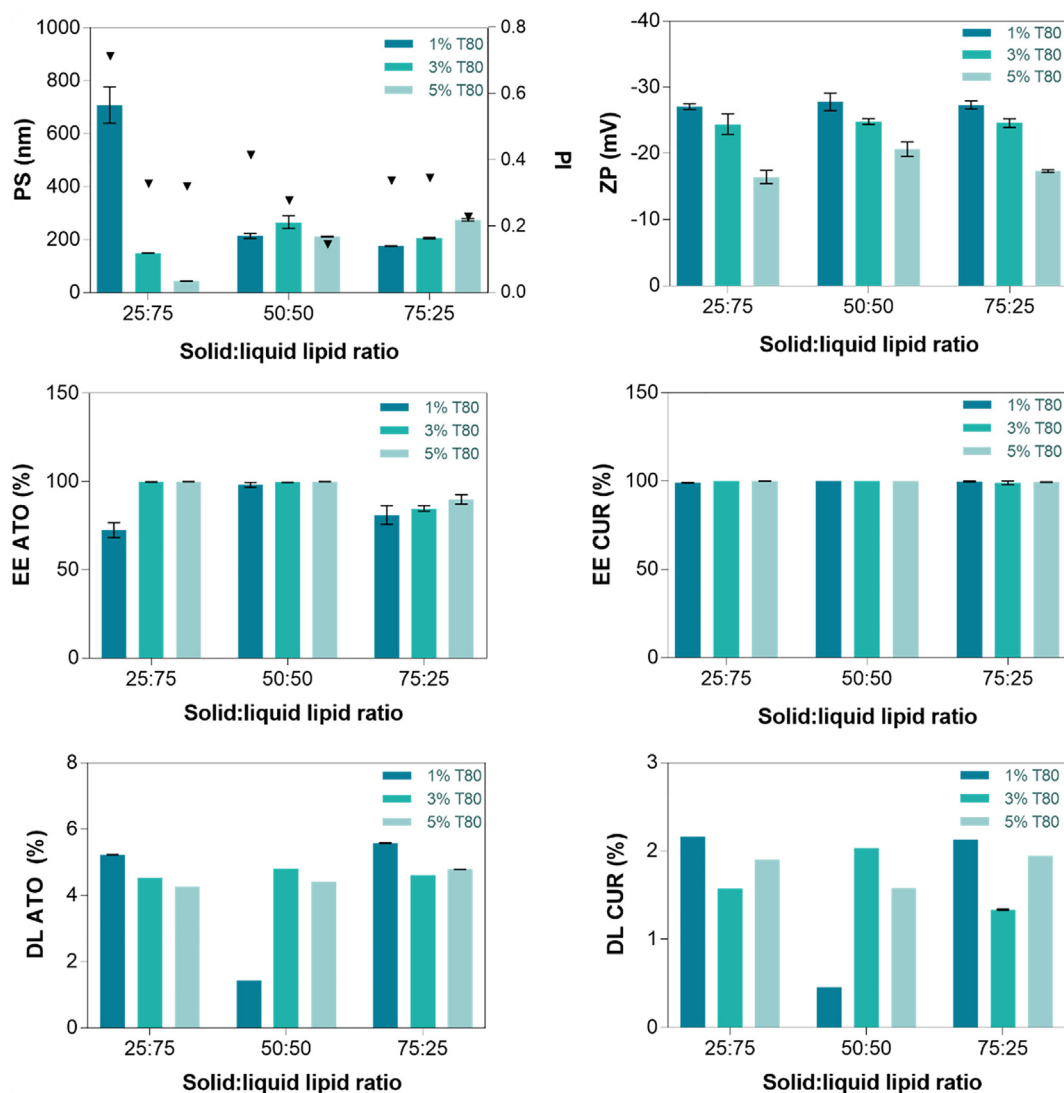 1000
800
600
400
200
0
PS (nm)
0.8
0.6
0.4
0.2
0.0
PI
1% T80
3% T80
5% T80
25:75 50:50 75:25
Solid:liquid lipid ratio
-40
-30
-20
-10
0
ZP (mV)
1% T80
3% T80
5% T80
25:75 50:50 75:25
Solid:liquid lipid ratio
150
100
50
0
EE ATO (%)
1% T80
3% T80
5% T80
25:75 50:50 75:25
Solid:liquid lipid ratio
150
100
50
0
EE CUR (%)
1% T80
3% T80
5% T80
25:75 50:50 75:25
Solid:liquid lipid ratio
8
6
4
2
0
DL ATO (%)
1% T80
3% T80
5% T80
25:75 50:50 75:25
Solid:liquid lipid ratio
3
2
1
0
DL CUR (%)
1% T80
3% T80
5% T80
25:75 50:50 75:25
Solid:liquid lipid ratio